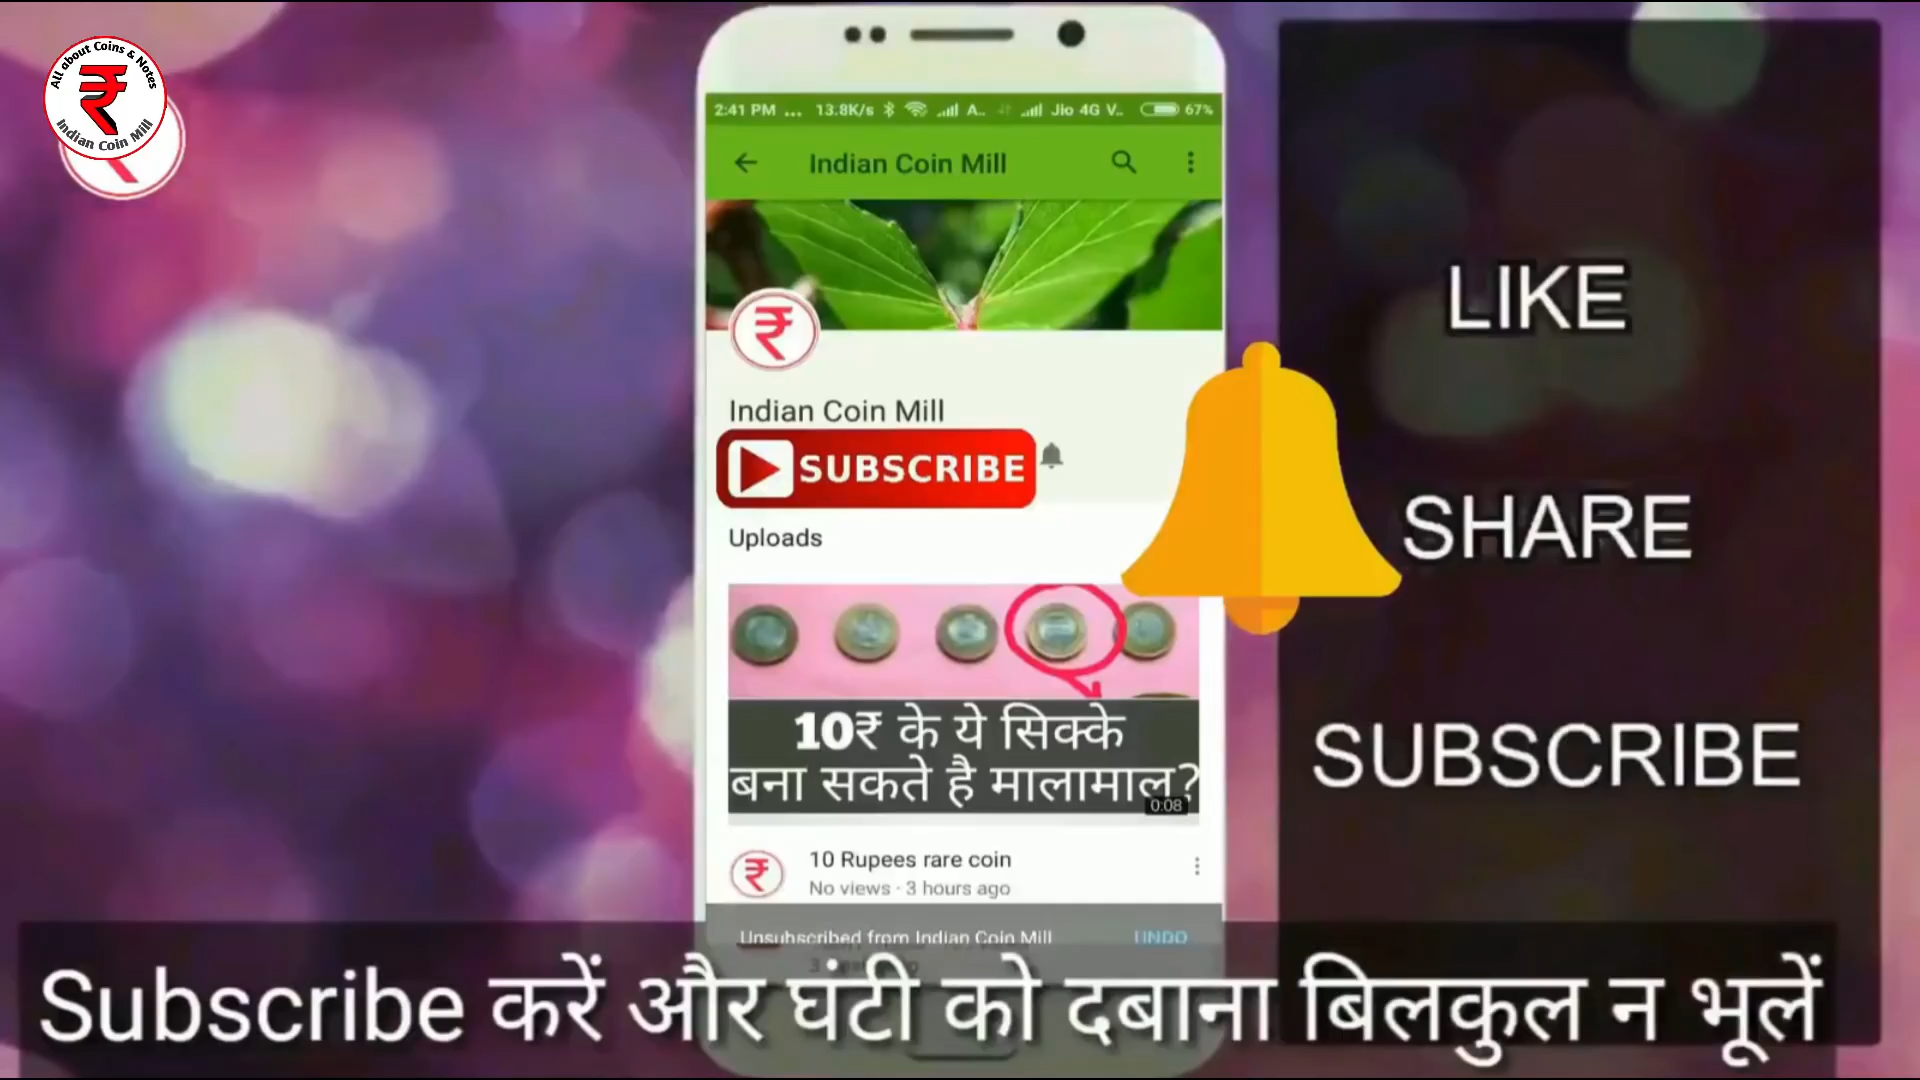 All about Coins & Notes
Indian Coin Mill
2:41 PM ... 13.8K/s A.. Jio 4G V.. 67%
Indian Coin Mill
Indian Coin Mill
SUBSCRIBE
Uploads
10₹ के ये सिक्के
बना सकते है मालामाल?
0:08
10 Rupees rare coin
No views · 3 hours ago
Unsubscribed from Indian Coin Mill UNDO
LIKE
SHARE
SUBSCRIBE
Subscribe करें और घंटी को दबाना बिलकुल न भूलें